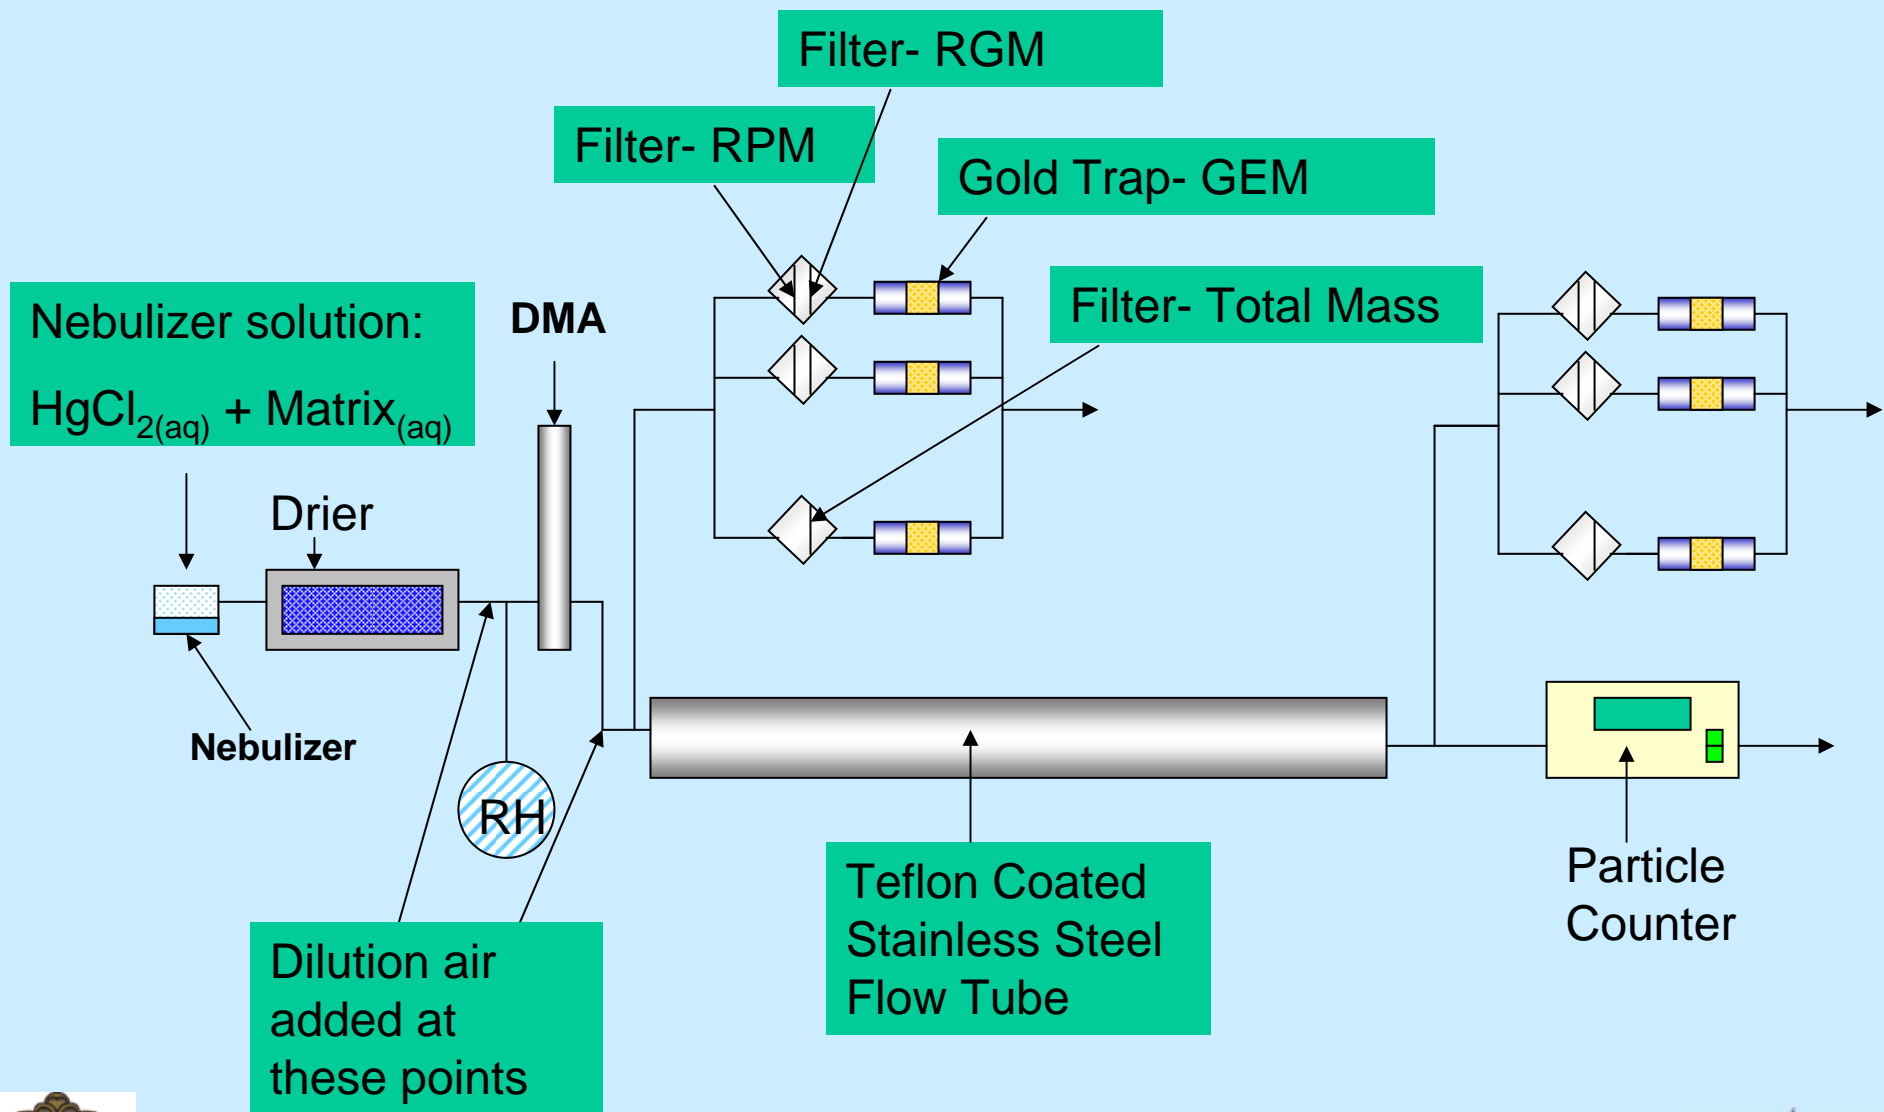 Filter- RGM
Filter- RPM
Gold Trap- GEM
Filter- Total Mass
Nebulizer solution:
HgCl2(aq) + Matrix(aq)
DMA
Drier
Nebulizer
RH
Dilution air
added at
these points
Teflon Coated
Stainless Steel
Flow Tube
Particle
Counter